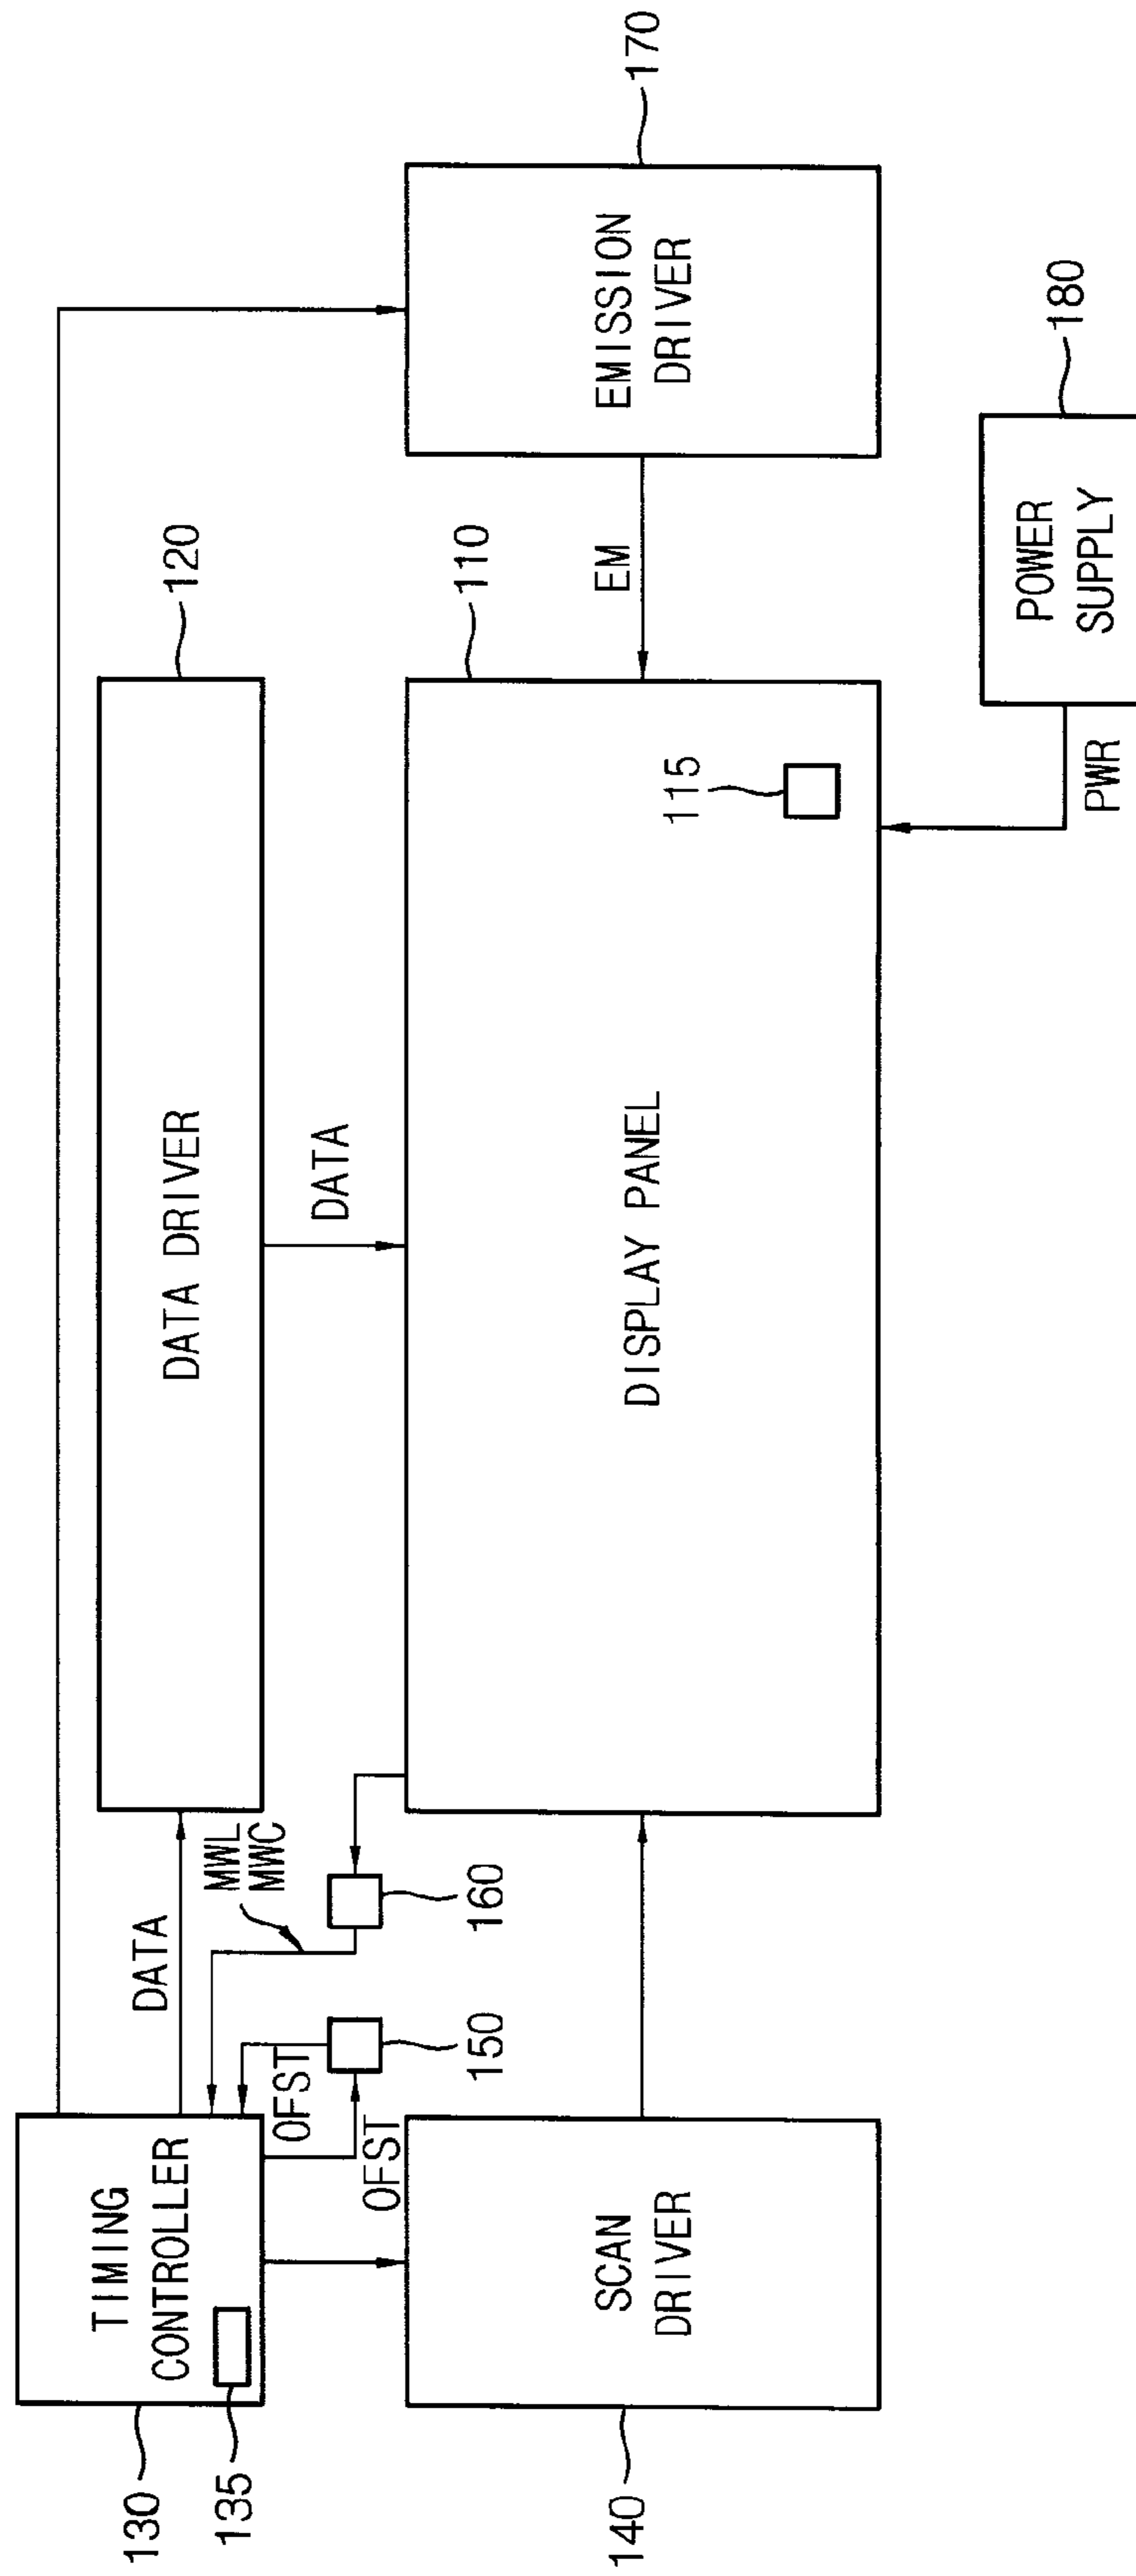 130
TIMING
CONTROLLER
135
DATA
DATA DRIVER
120
MWL
MWC
OFST
OFST
150
160
DATA
140
SCAN
DRIVER
DISPLAY PANEL
110
115
EM
EMISSION
DRIVER
170
PWR
POWER
SUPPLY
180